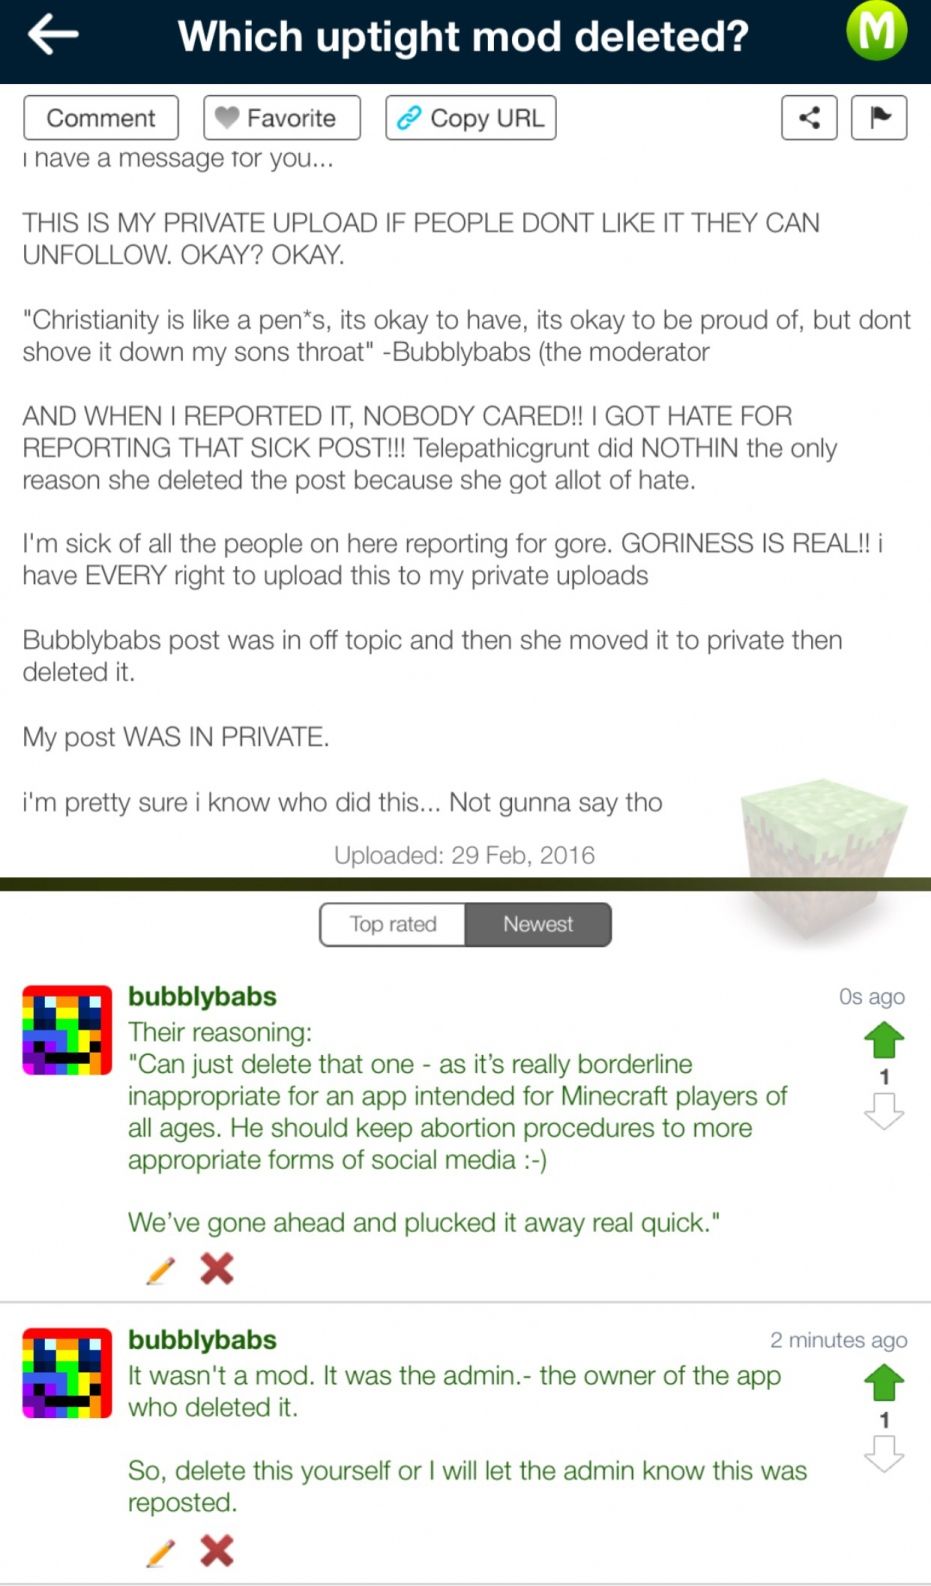 Which uptight mod deleted?
M
Comment
Favorite
Copy URL
I have a message for you...
THIS IS MY PRIVATE UPLOAD IF PEOPLE DONT LIKE IT THEY CAN
UNFOLLOW. OKAY? OKAY.
"Christianity is like a pen*s, its okay to have, its okay to be proud of, but dont
shove it down my sons throat" -Bubblybabs (the moderator
AND WHEN I REPORTED IT, NOBODY CARED!! I GOT HATE FOR
REPORTING THAT SICK POST!!! Telepathicgrunt did NOTHIN the only
reason she deleted the post because she got allot of hate.
I'm sick of all the people on here reporting for gore. GORINESS IS REAL!! i
have EVERY right to upload this to my private uploads
Bubblybabs post was in off topic and then she moved it to private then
deleted it.
My post WAS IN PRIVATE.
i'm pretty sure i know who did this... Not gunna say tho
Uploaded: 29 Feb, 2016
Top rated
Newest
bubblybabs
0s ago
Their reasoning:
"Can just delete that one - as it’s really borderline
inappropriate for an app intended for Minecraft players of
all ages. He should keep abortion procedures to more
appropriate forms of social media :-)
1
We’ve gone ahead and plucked it away real quick."
bubblybabs
2 minutes ago
It wasn't a mod. It was the admin.- the owner of the app
who deleted it.
1
So, delete this yourself or I will let the admin know this was
reposted.